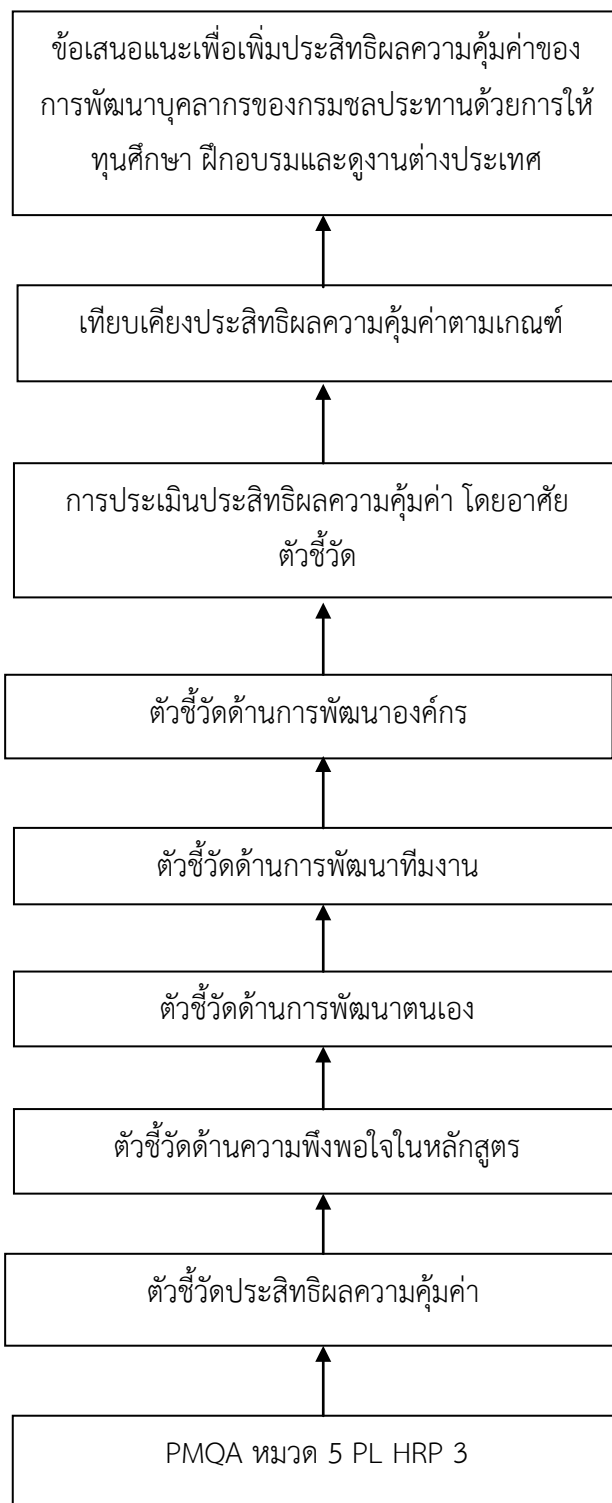 ข้อเสนอแนะเพื่อเพิ่มประสิทธิผลความคุ้มค่าของ
การพัฒนาบุคลากรของกรมชลประทานด้วยการให้
ทุนศึกษา ฝึกอบรมและดูงานต่างประเทศ
เทียบเคียงประสิทธิผลความคุ้มค่าตามเกณฑ์
การประเมินประสิทธิผลความคุ้มค่า โดยอาศัย
ตัวชี้วัด
ตัวชี้วัดด้านการพัฒนาองค์กร
ตัวชี้วัดด้านการพัฒนาทีมงาน
ตัวชี้วัดด้านการพัฒนาตนเอง
ตัวชี้วัดด้านความพึงพอใจในหลักสูตร
ตัวชี้วัดประสิทธิผลความคุ้มค่า
PMQA หมวด 5 PL HRP 3